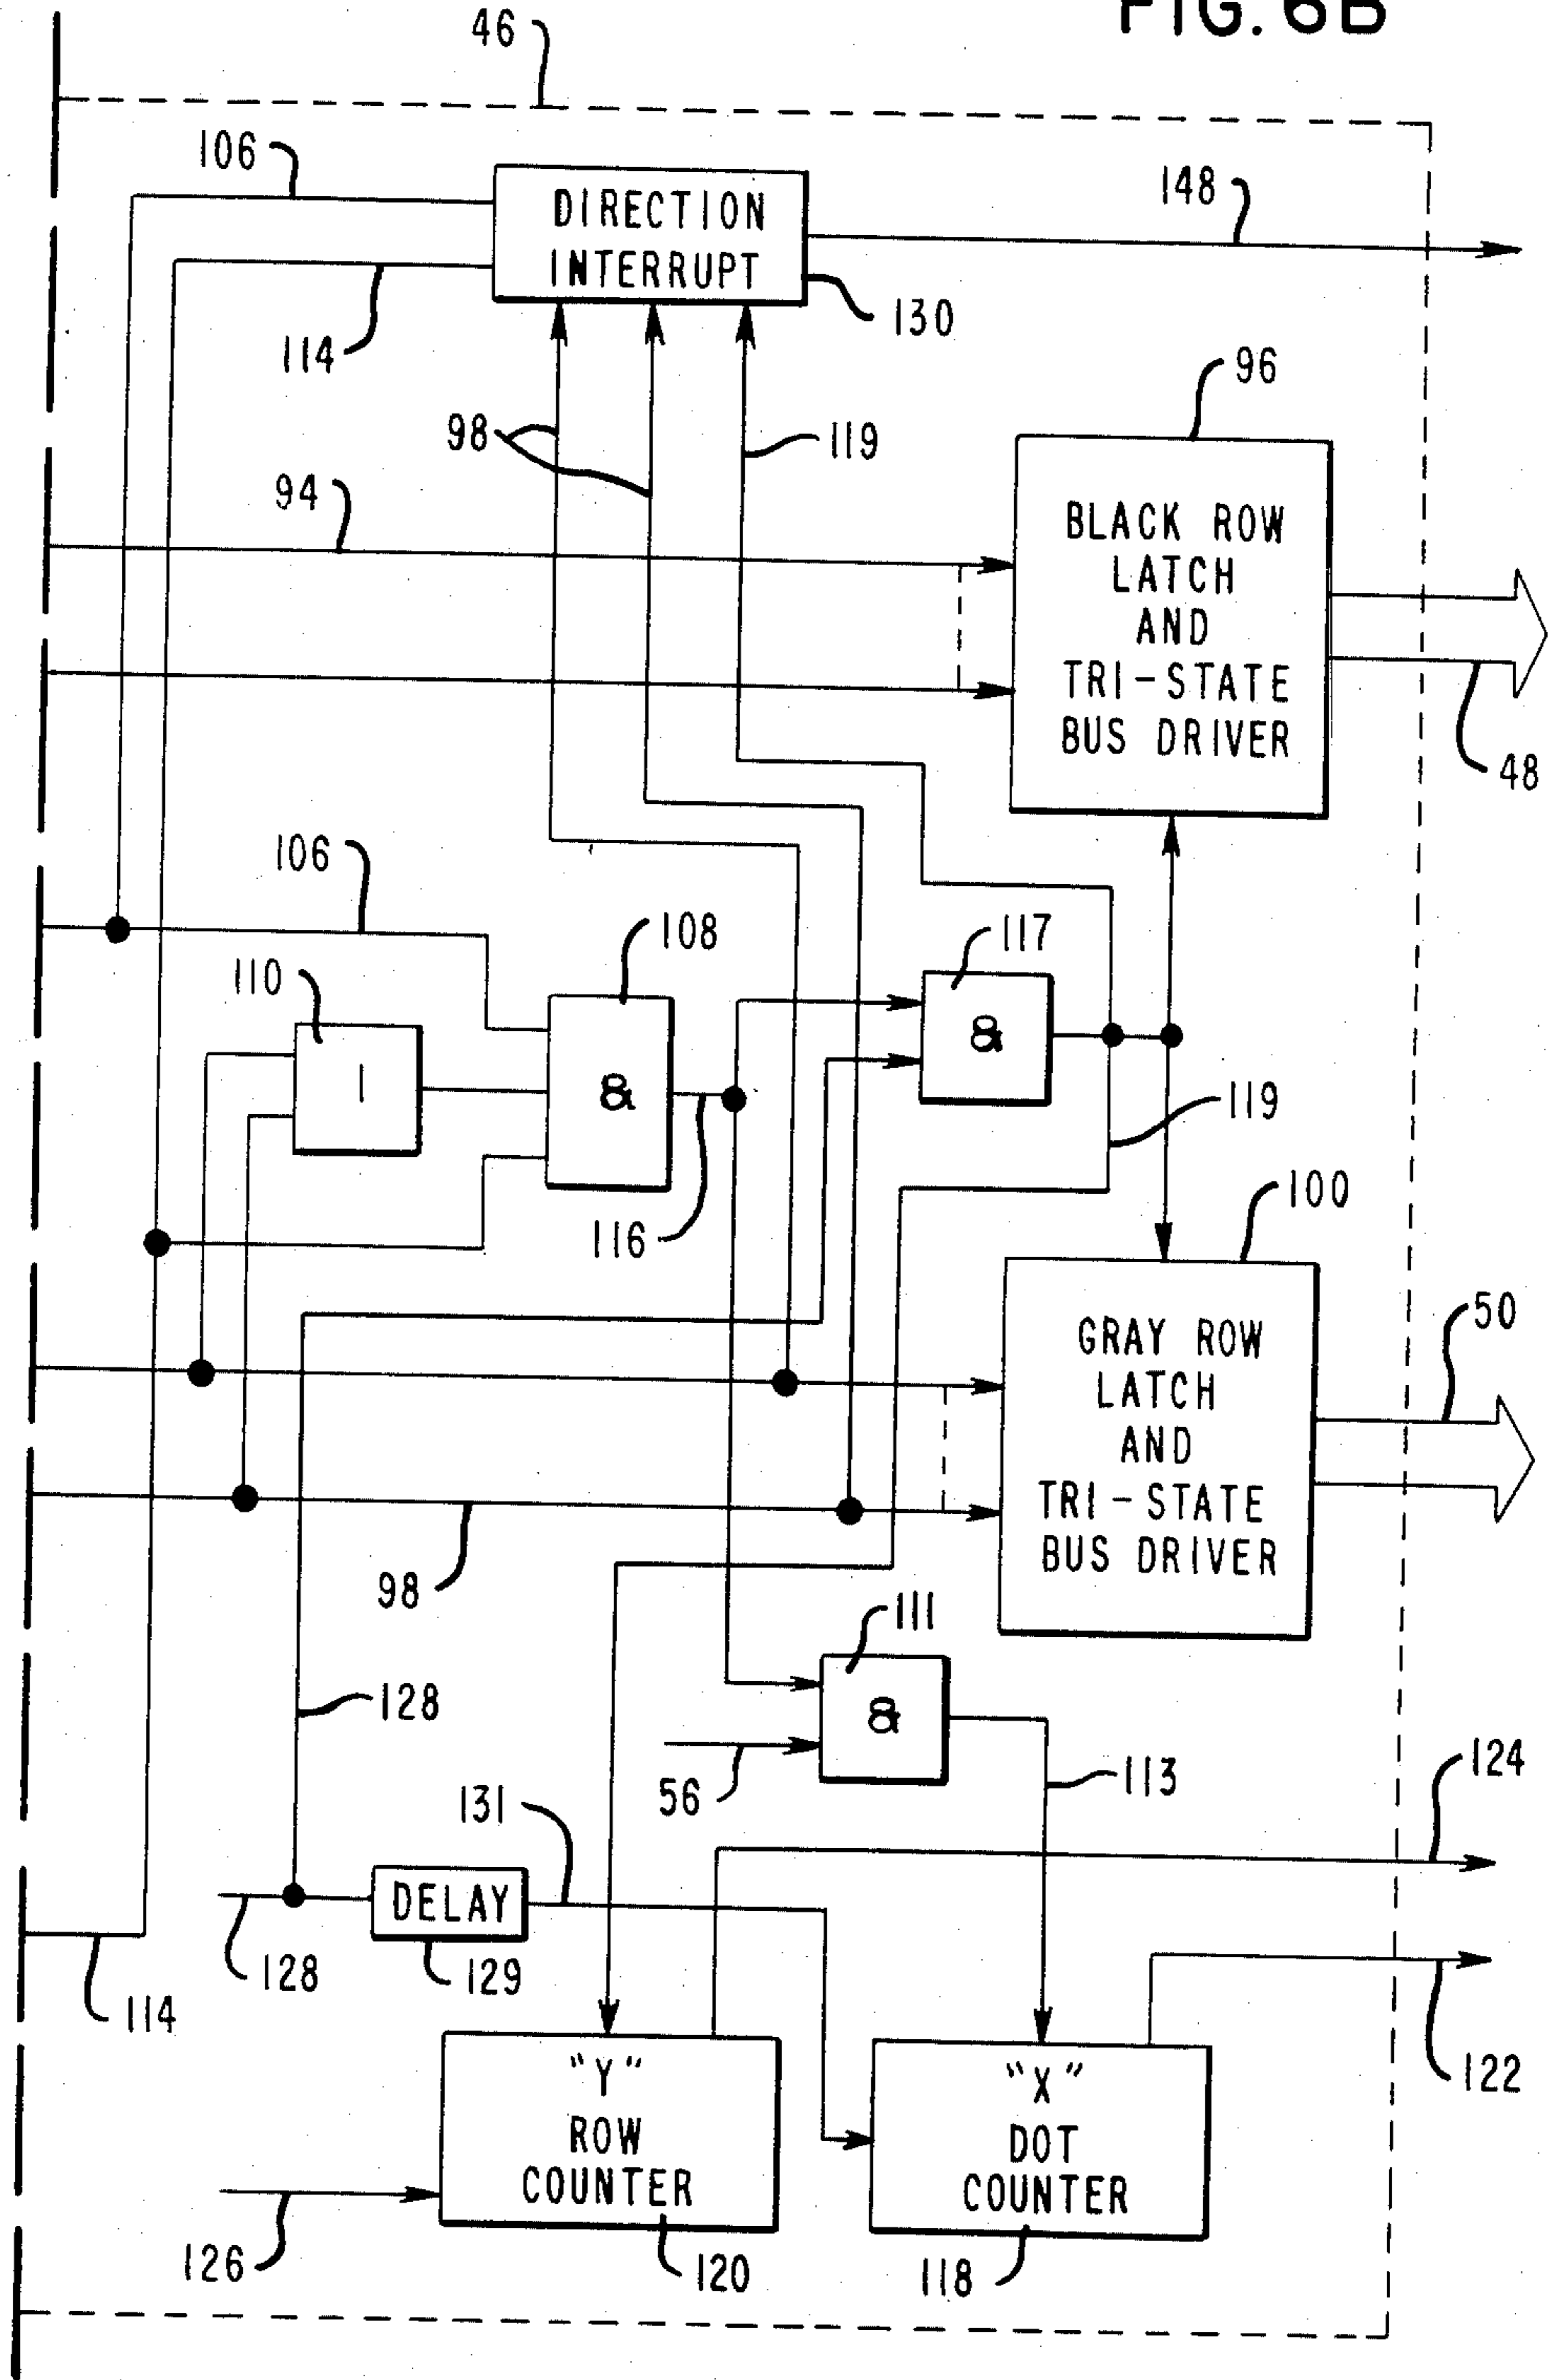 FIG. 6B
46
106
DIRECTION
INTERRUPT
148
130
114
96
98
119
94
BLACK ROW
LATCH
AND
TRI-STATE
BUS DRIVER
48
106
108
117
110
&
|
&
119
116
100
50
GRAY ROW
LATCH
AND
TRI-STATE
BUS DRIVER
98
111
128
&
124
56
113
131
DELAY
128
129
114
122
"Y"
ROW
COUNTER
"X"
DOT
COUNTER
126
120
118